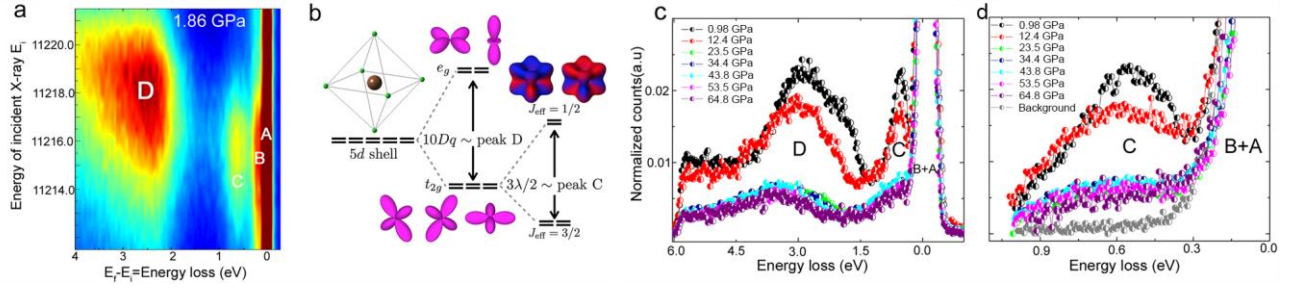 a
1.86 GPa
Energy of incident X-ray Eᵢ
11220.0
11218.0
11216.0
11214.0
D
A
B
C
4
3
2
1
0
E_f-E_i=Energy loss (eV)
b
e_g
5d shell
10Dq ~ peak D
t_2g
J_eff = 1/2
3λ/2 ~ peak C
J_eff = 3/2
c
Normalized counts(a.u)
0.02
0.01
0.98 GPa
12.4 GPa
23.5 GPa
34.4 GPa
43.8 GPa
53.5 GPa
64.8 GPa
D
C
B+A
6.0
4.5
3.0
1.5
0.0
Energy loss (eV)
d
0.98 GPa
12.4 GPa
23.5 GPa
34.4 GPa
43.8 GPa
53.5 GPa
64.8 GPa
Background
C
B+A
0.9
0.6
0.3
0.0
Energy loss (eV)